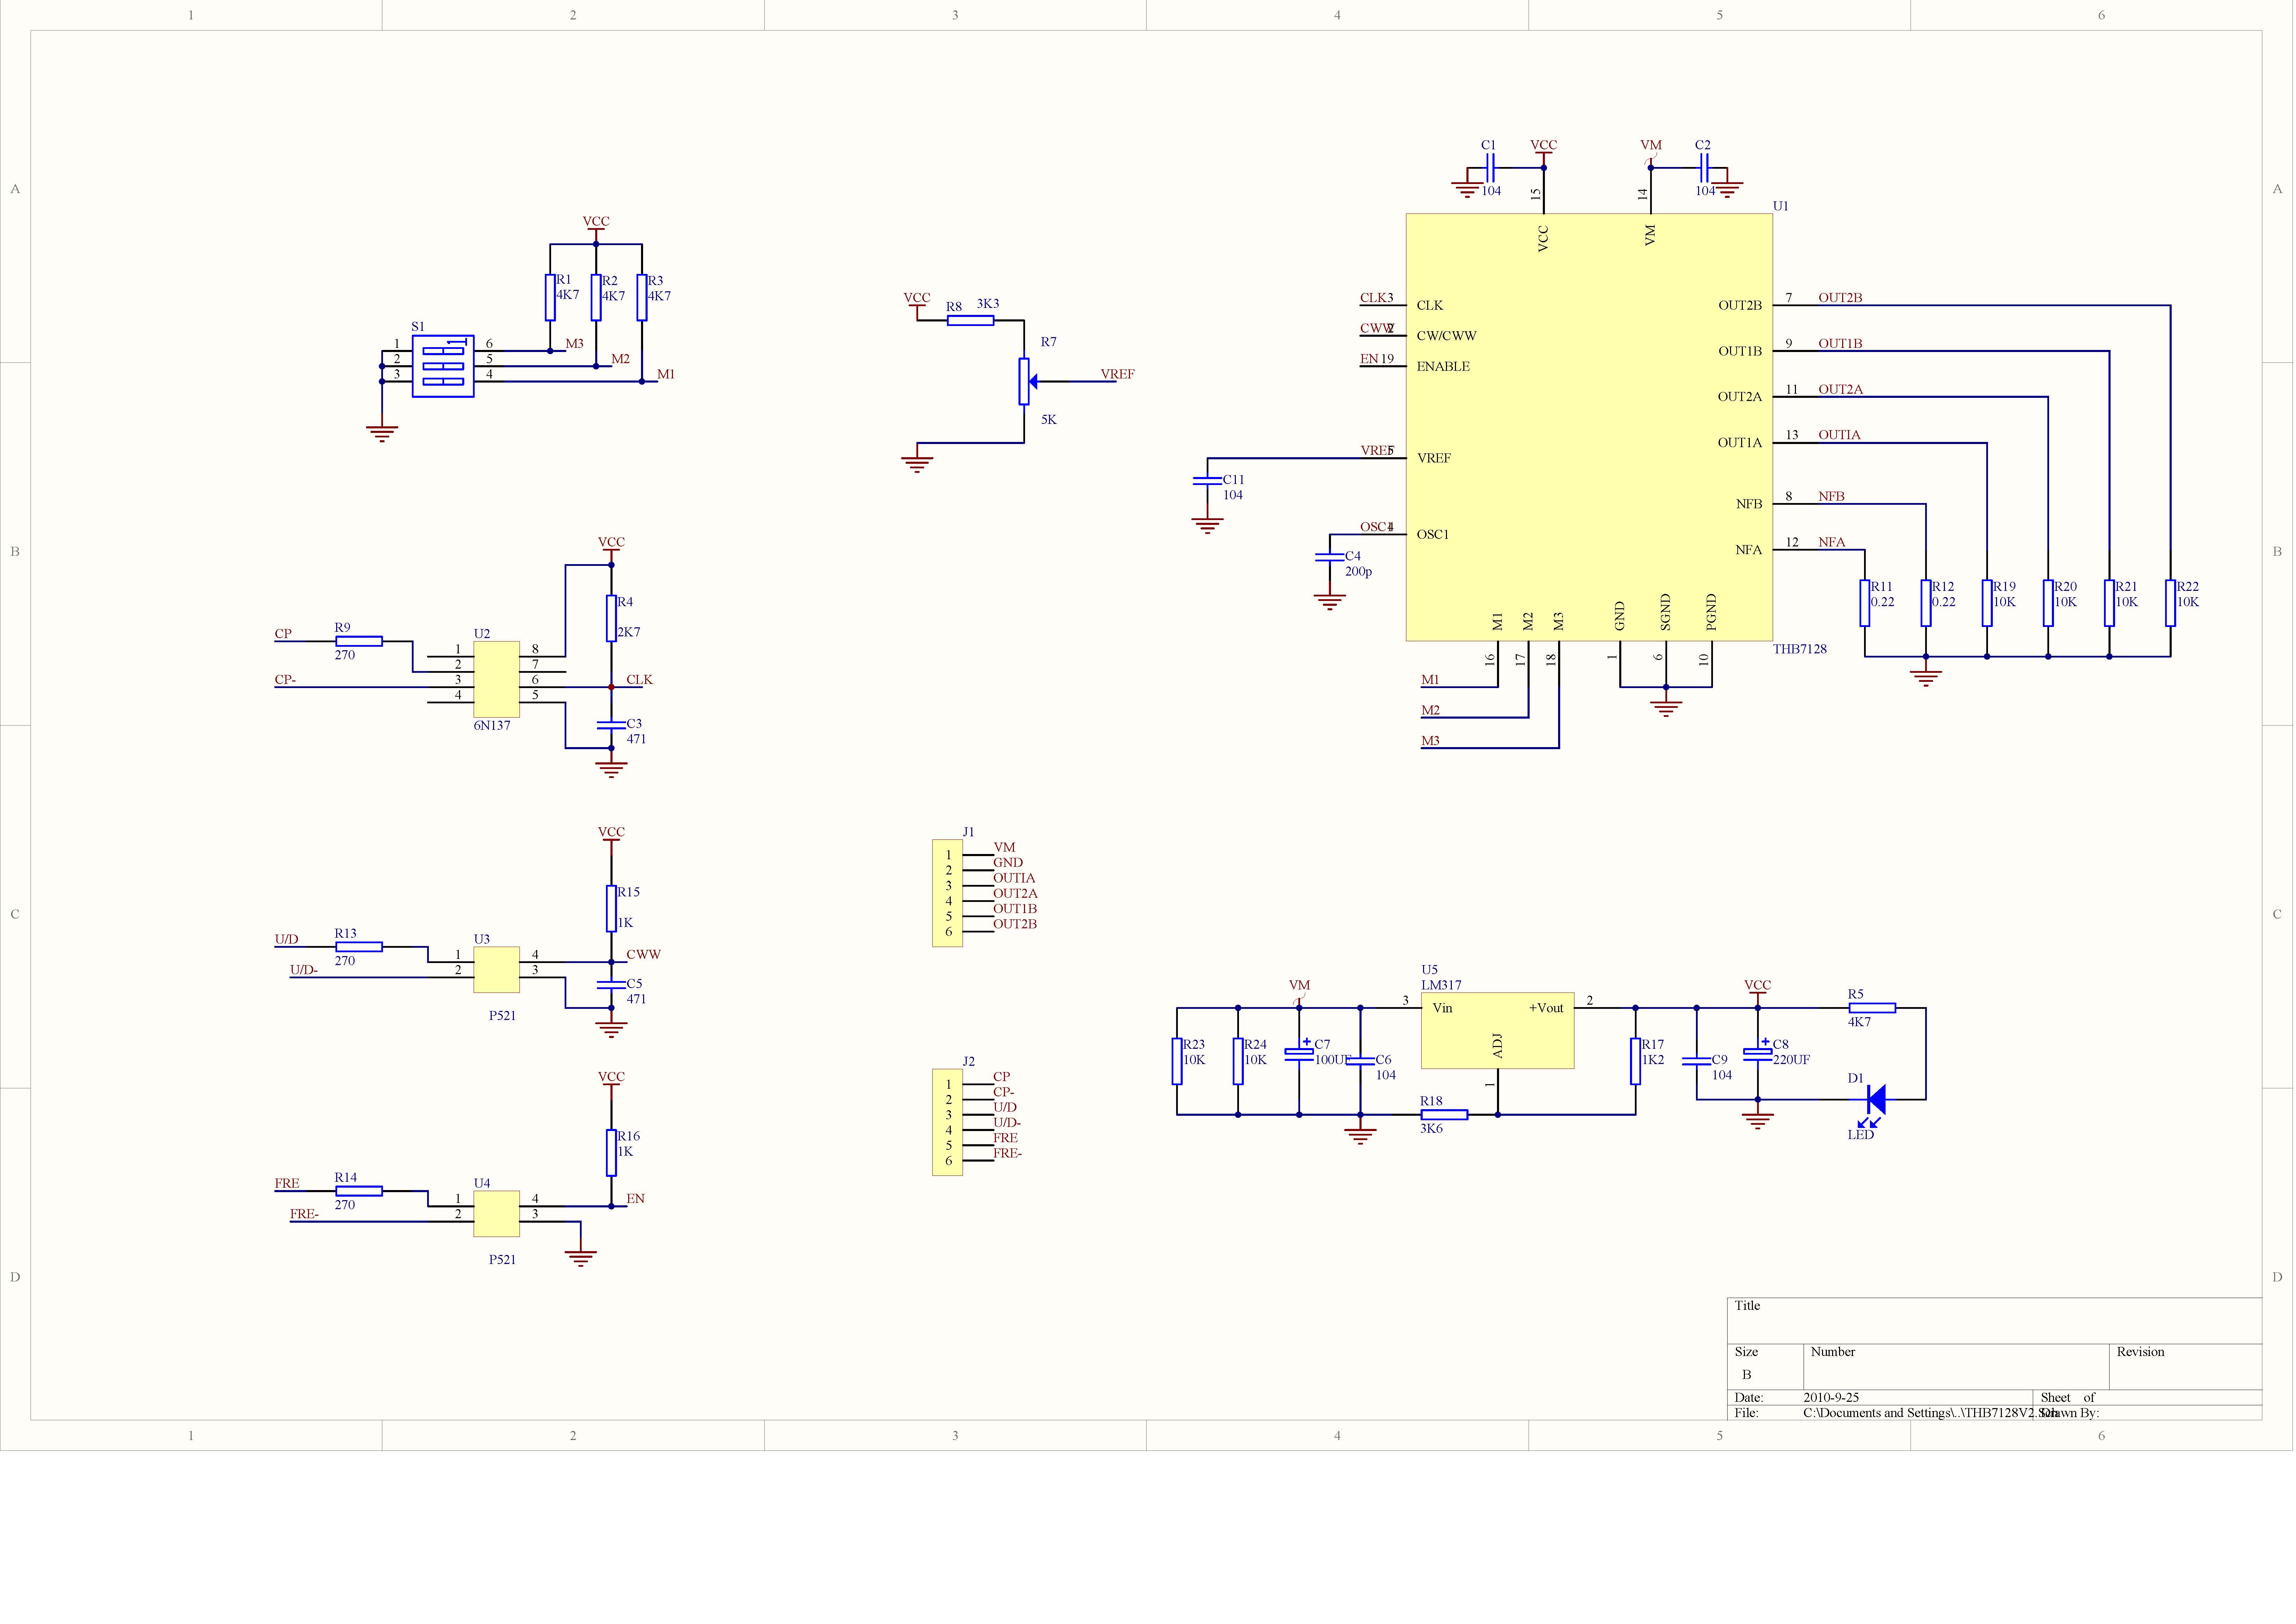 1 2 3 4 5 6
A A
B B
C C
D D
VCC
R1 4K7
R2 4K7
R3 4K7
S1
1
1 6 M3
2 5 M2
3 4 M1
VCC
R8 3K3
R7
VREF
5K
C1 VCC VM C2
104 15 14 104
U1
VCC VM
CLK 3 CLK OUT2B 7 OUT2B
CWW 2 CW/CWW OUT1B 9 OUT1B
EN 19 ENABLE OUT2A 11 OUT2A
OUT1A 13 OUTIA
VREF 5 VREF
C11
104
NFB 8 NFB
OSC1 4 OSC1
NFA 12 NFA
C4
200p
R11 0.22
R12 0.22
R19 10K
R20 10K
R21 10K
R22 10K
M1 M2 M3 GND SGND PGND
16 17 18 1 6 10
THB7128
M1
M2
M3
VCC
R4
2K7
CP R9 U2
270
1 8
2 7
CP- 3 6 CLK
4 5
6N137
C3
471
VCC
R15
1K
U/D R13 U3
270
1 4 CWW
U/D- 2 3
P521
C5
471
VCC
R16
1K
FRE R14 U4
270
1 4 EN
FRE- 2 3
P521
J1
1 VM
2 GND
3 OUTIA
4 OUT2A
5 OUT1B
6 OUT2B
J2
1 CP
2 CP-
3 U/D
4 U/D-
5 FRE
6 FRE-
U5
LM317
VM
3 Vin +Vout 2
ADJ
1
VCC
R5
4K7
R23 10K
R24 10K
+ C7 100UF
C6 104
R17 1K2
C9 104
+ C8 220UF
R18
3K6
D1
LED
Title
Size Number Revision
B
Date: 2010-9-25 Sheet of
File: C:\Documents and Settings\..\THB7128V2.Sch Drawn By:
1 2 3 4 5 6